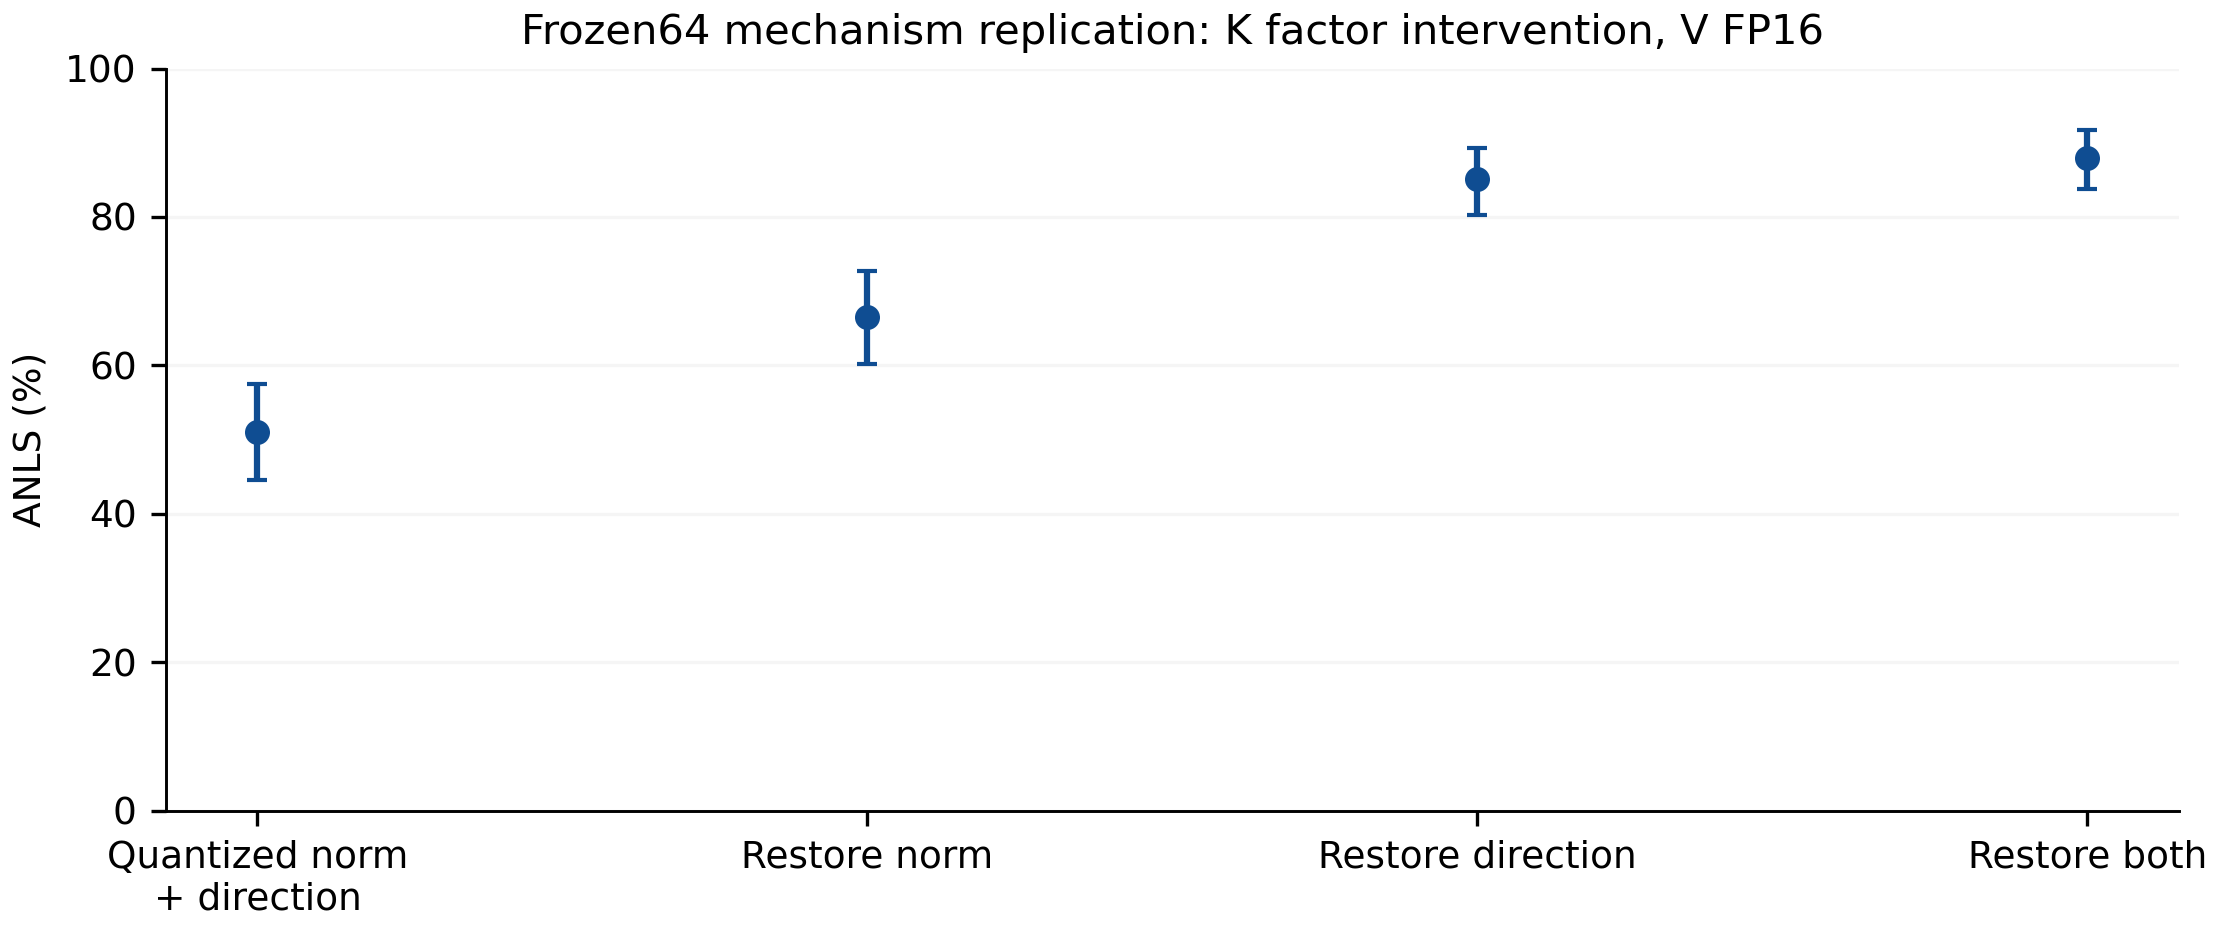 Frozen64 mechanism replication: K factor intervention, V FP16
100
80
60
40
20
0
ANLS (%)
Quantized norm
+ direction
Restore norm
Restore direction
Restore both